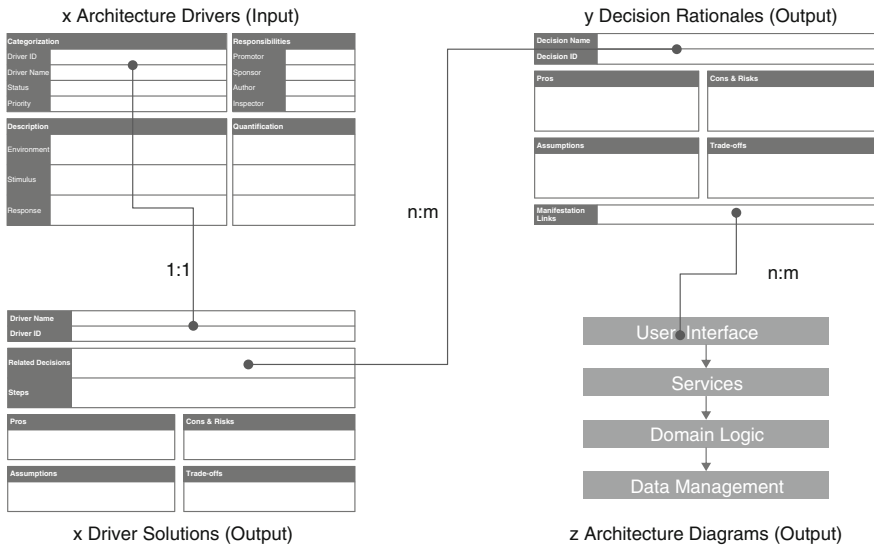 x Architecture Drivers (Input)
Categorization
Driver ID
Driver Name
Status
Priority
Responsibilities
Promotor
Sponsor
Author
Inspector
Description
Environment
Stimulus
Response
Quantification
1:1
n:m
Driver Name
Driver ID
Related Decisions
Steps
Pros
Cons & Risks
Assumptions
Trade-offs
x Driver Solutions (Output)
y Decision Rationales (Output)
Decision Name
Decision ID
Pros
Cons & Risks
Assumptions
Trade-offs
Manifestation
Links
n:m
User Interface
Services
Domain Logic
Data Management
z Architecture Diagrams (Output)